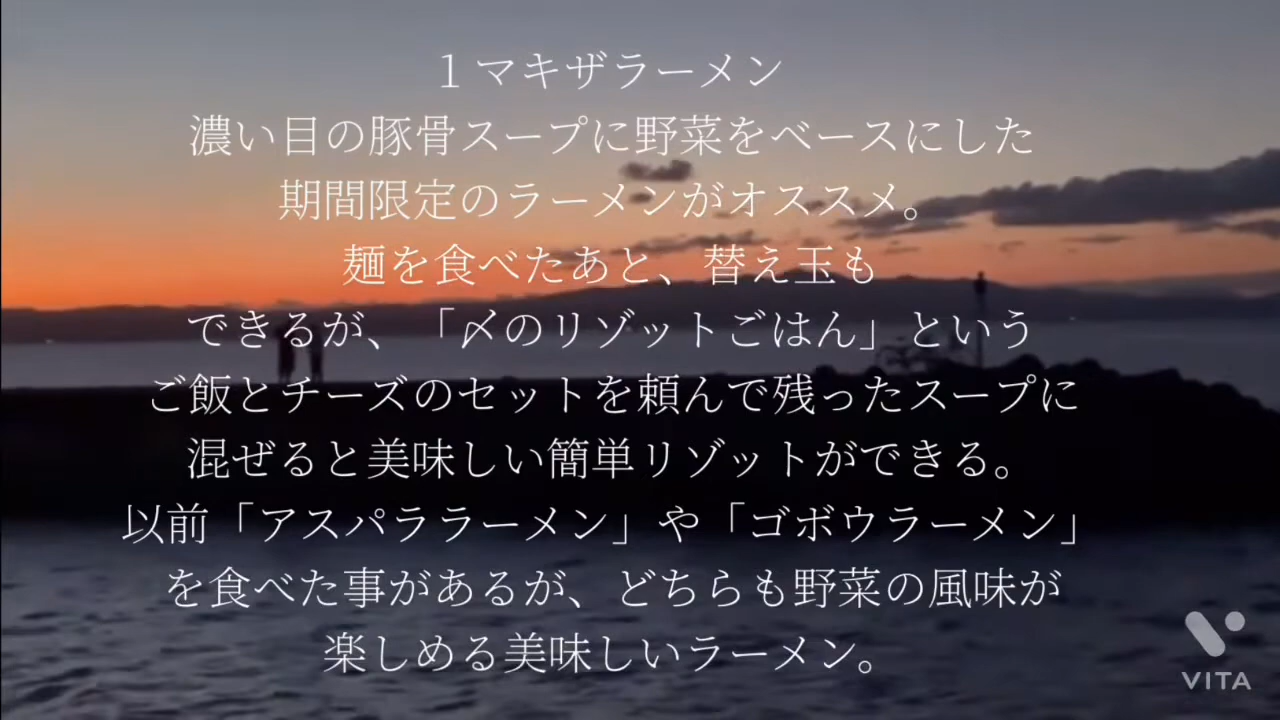 １マキザラーメン
濃い目の豚骨スープに野菜をベースにした
期間限定のラーメンがオススメ。
麺を食べたあと、替え玉も
できるが、「〆のリゾットごはん」という
ご飯とチーズのセットを頼んで残ったスープに
混ぜると美味しい簡単リゾットができる。
以前「アスパララーメン」や「ゴボウラーメン」
を食べた事があるが、どちらも野菜の風味が
楽しめる美味しいラーメン。
VITA